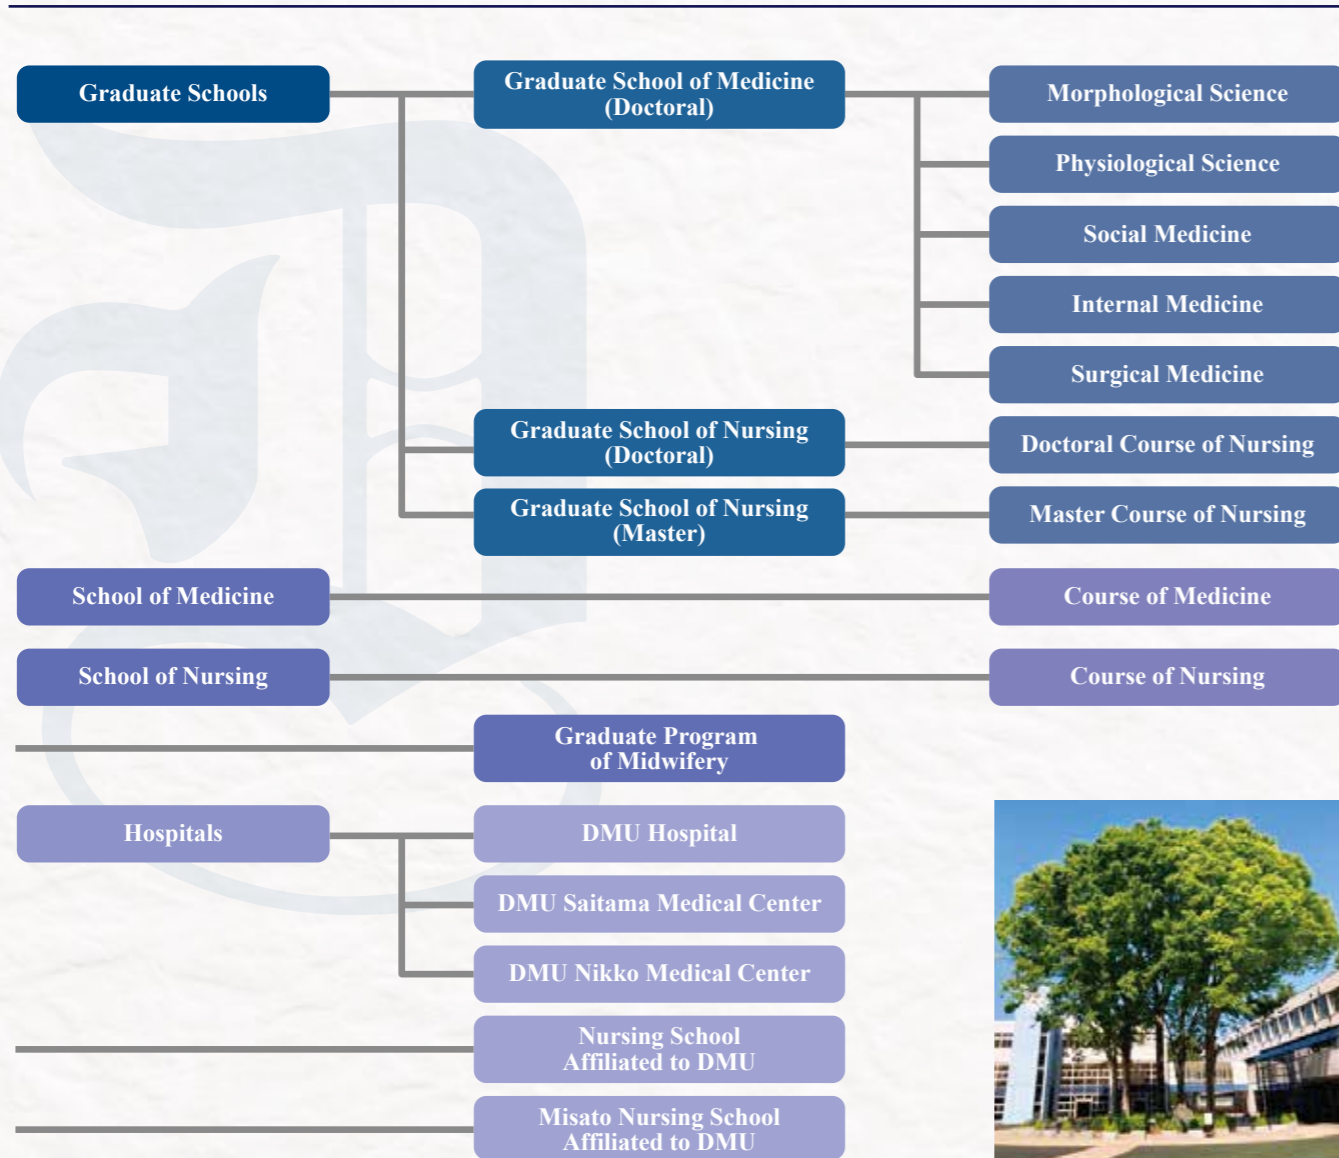 Graduate Schools
Graduate School of Medicine
(Doctoral)
Morphological Science
Physiological Science
Social Medicine
Internal Medicine
Surgical Medicine
Graduate School of Nursing
(Doctoral)
Doctoral Course of Nursing
Graduate School of Nursing
(Master)
Master Course of Nursing
School of Medicine
Course of Medicine
School of Nursing
Course of Nursing
Graduate Program
of Midwifery
Hospitals
DMU Hospital
DMU Saitama Medical Center
DMU Nikko Medical Center
Nursing School
Affiliated to DMU
Misato Nursing School
Affiliated to DMU